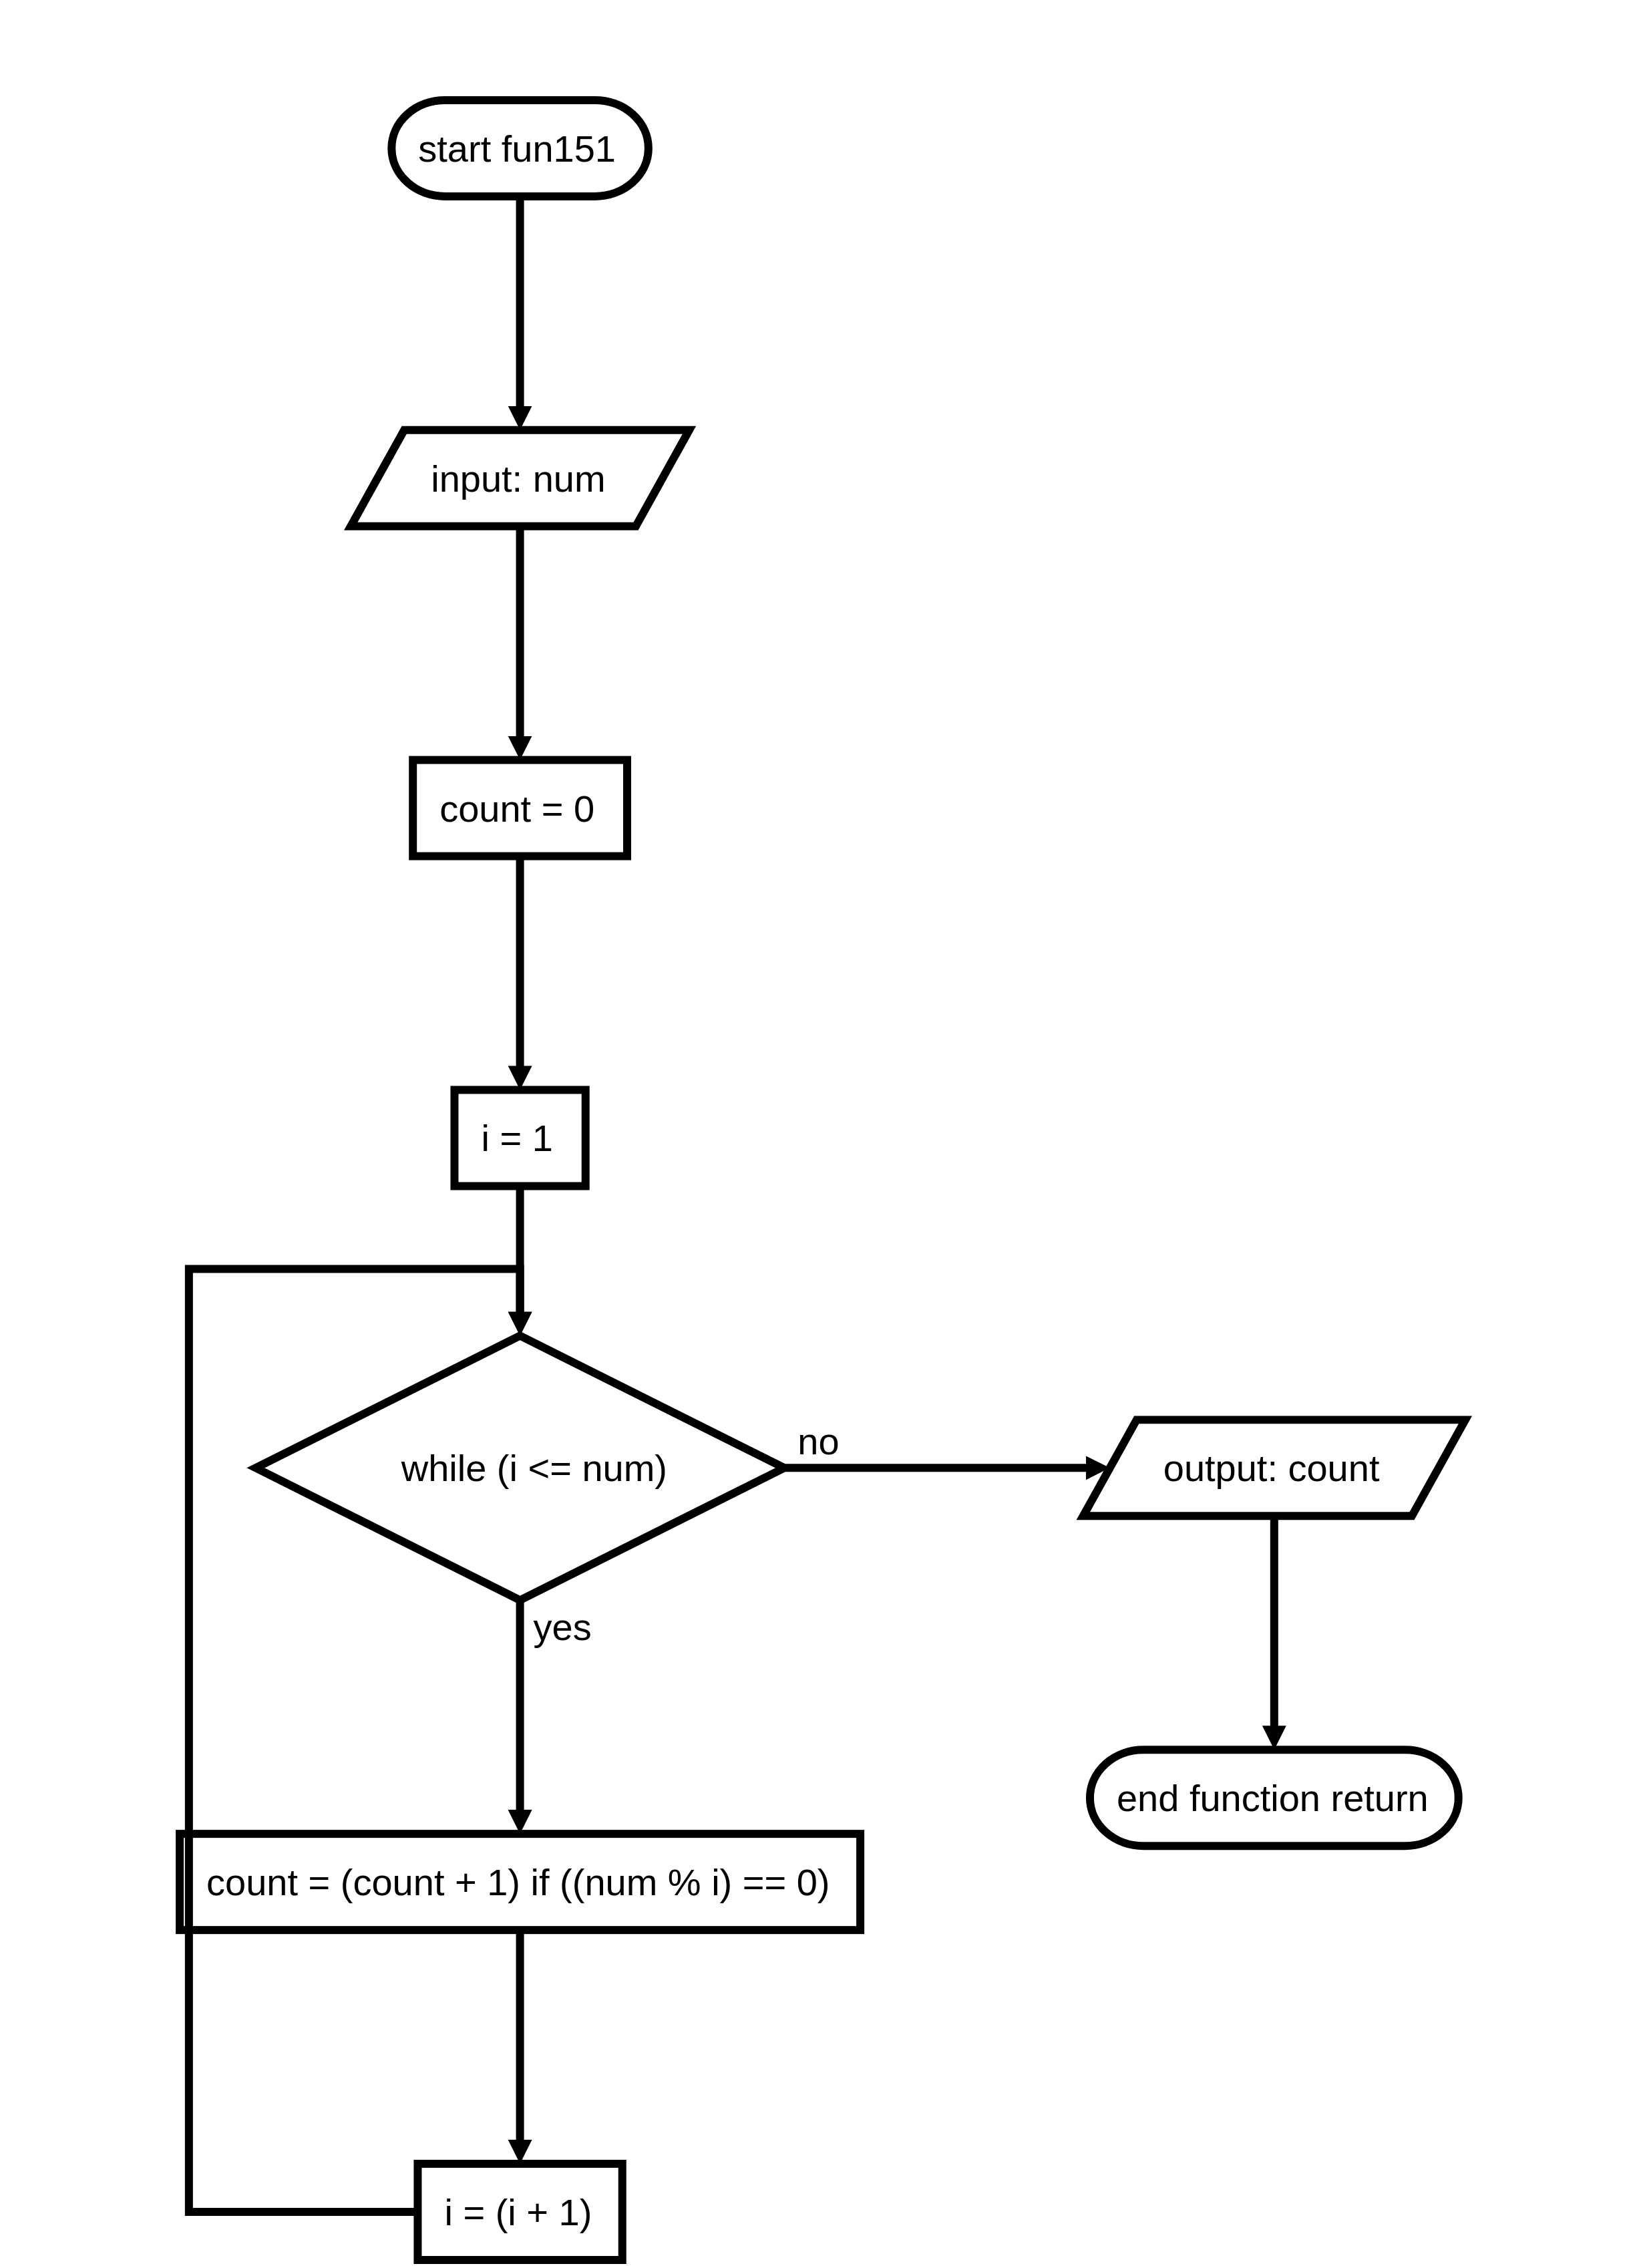 start fun151
input: num
count = 0
i = 1
while (i <= num)
no
output: count
yes
end function return
count = (count + 1) if ((num % i) == 0)
i = (i + 1)